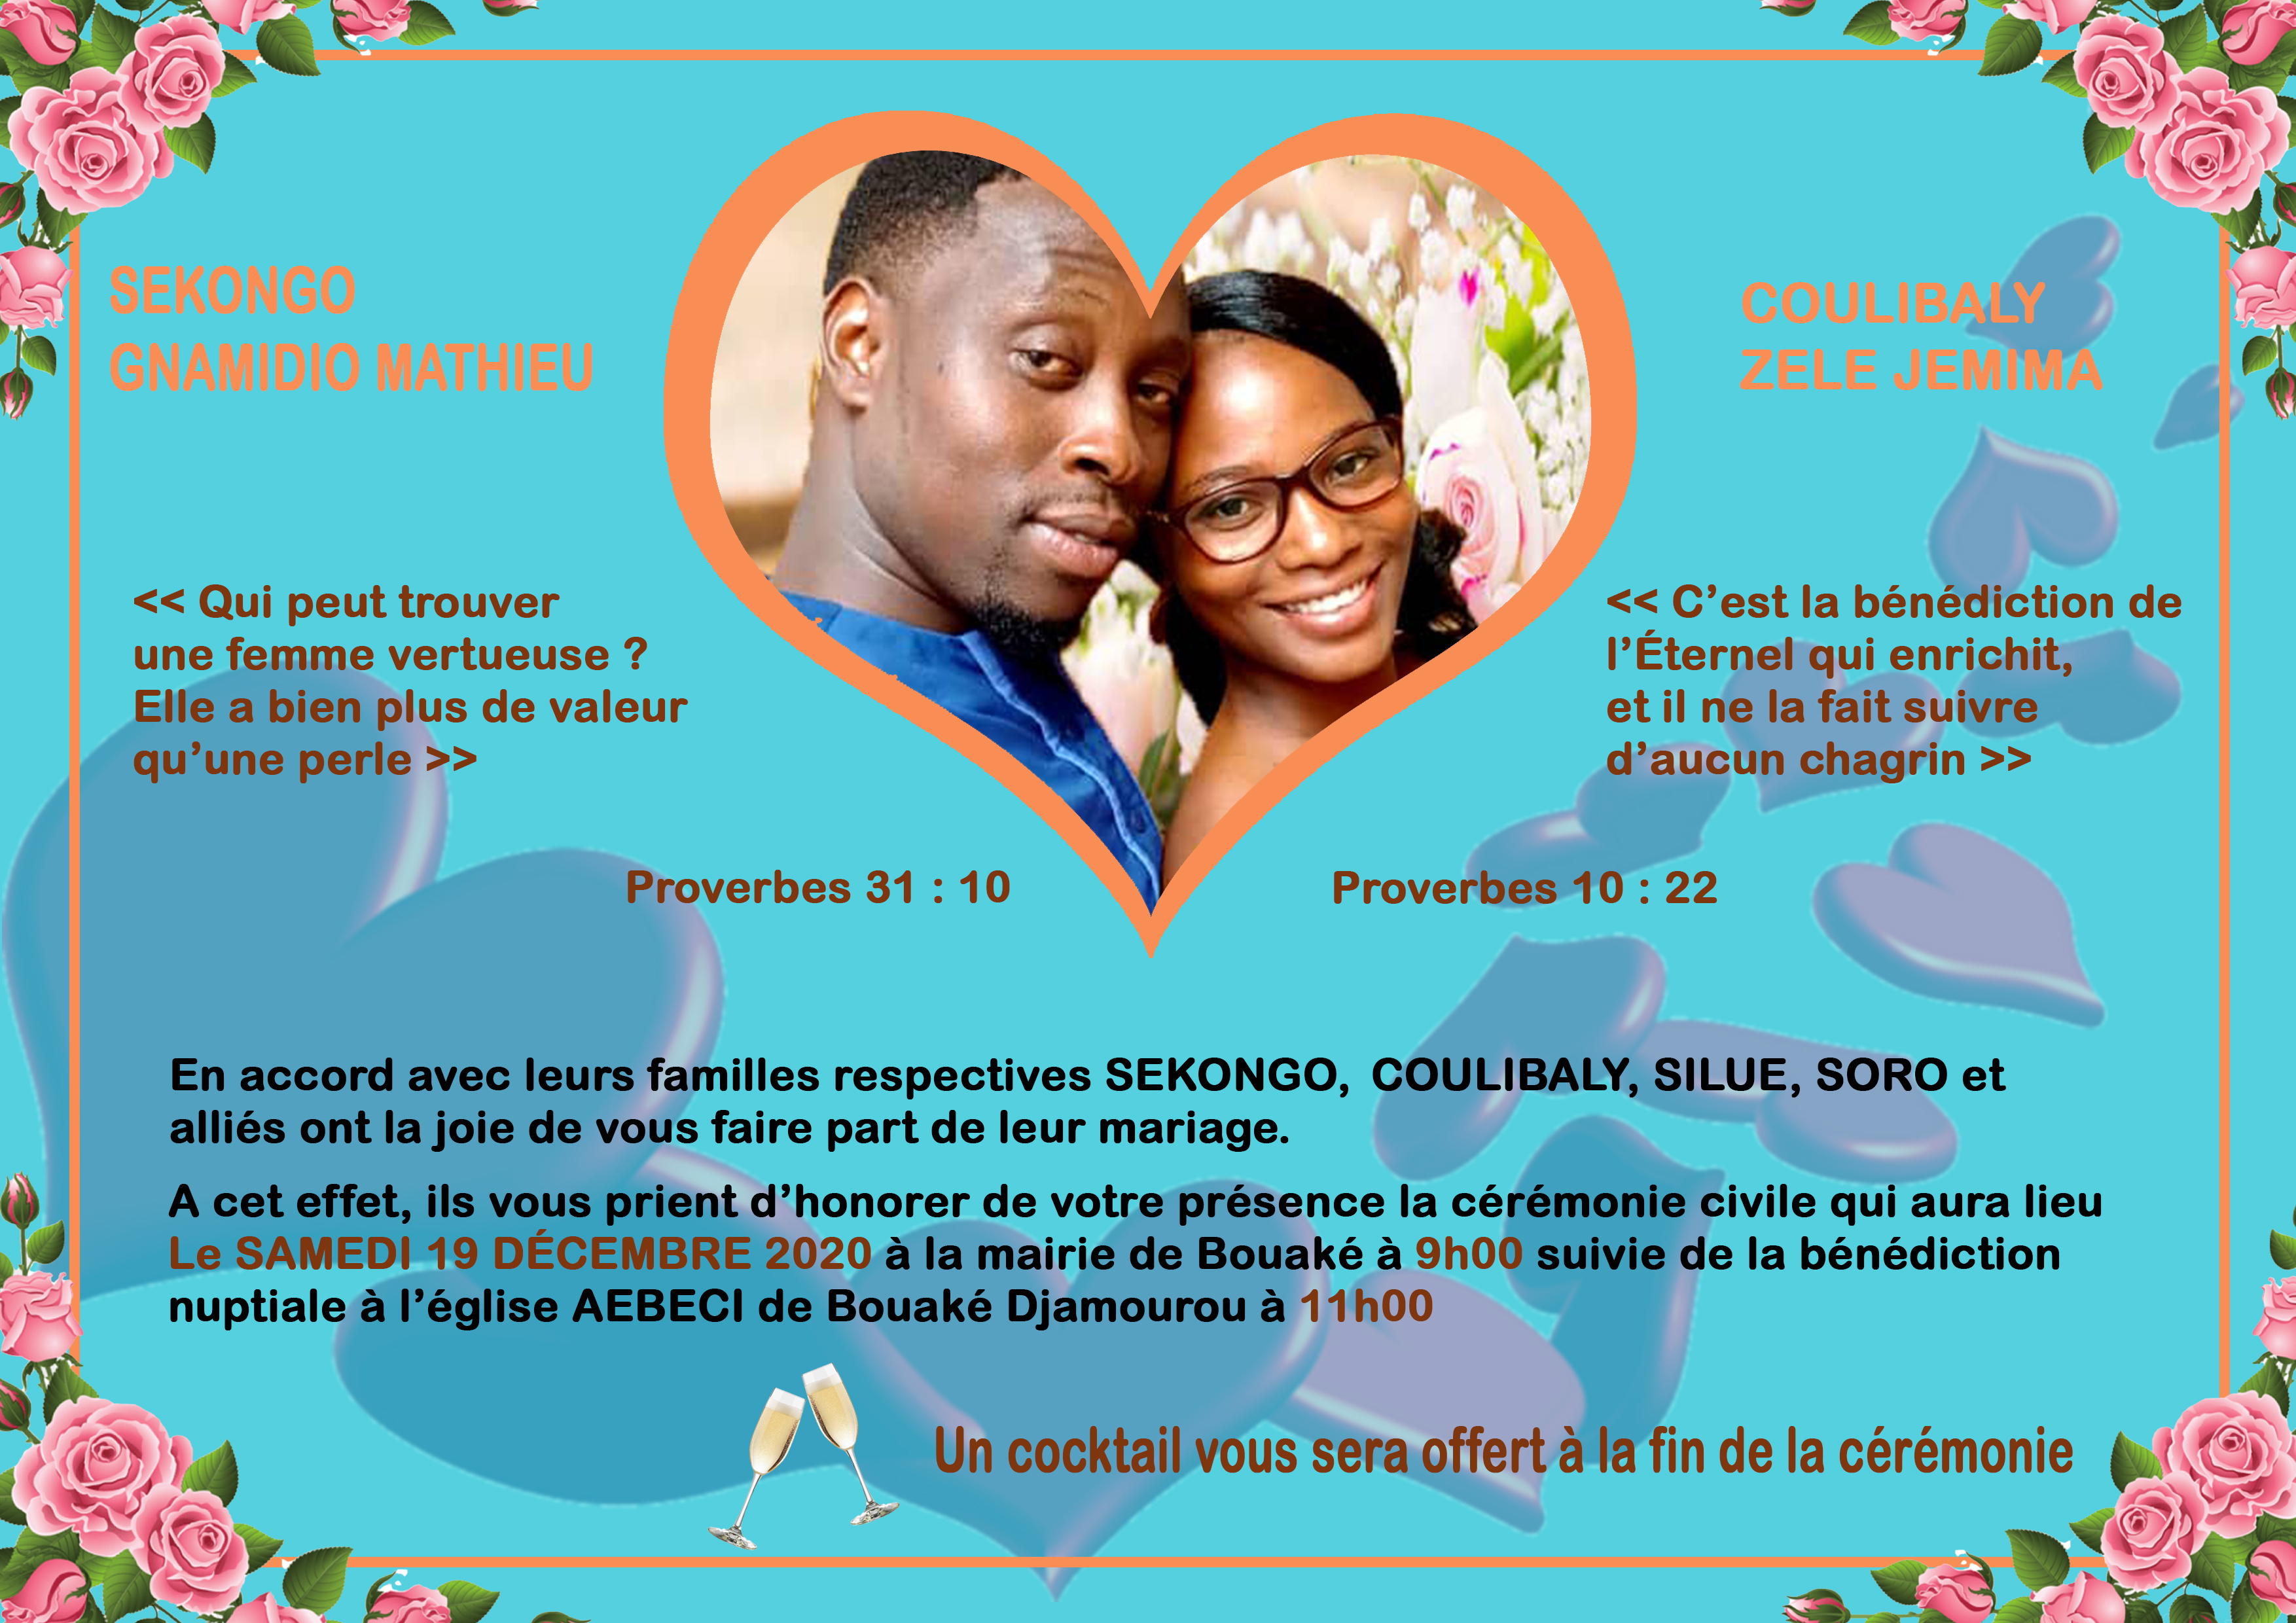 SEKONGO
GNAMIDIO MATHIEU
COULIBALY
ZELE JEMIMA
<< Qui peut trouver
une femme vertueuse ?
Elle a bien plus de valeur
qu’une perle >>
Proverbes 31 : 10
<< C’est la bénédiction de
l’Éternel qui enrichit,
et il ne la fait suivre
d’aucun chagrin >>
Proverbes 10 : 22
En accord avec leurs familles respectives SEKONGO, COULIBALY, SILUE, SORO et
alliés ont la joie de vous faire part de leur mariage.
A cet effet, ils vous prient d’honorer de votre présence la cérémonie civile qui aura lieu
Le SAMEDI 19 DÉCEMBRE 2020 à la mairie de Bouaké à 9h00 suivie de la bénédiction
nuptiale à l’église AEBECI de Bouaké Djamourou à 11h00
Un cocktail vous sera offert à la fin de la cérémonie